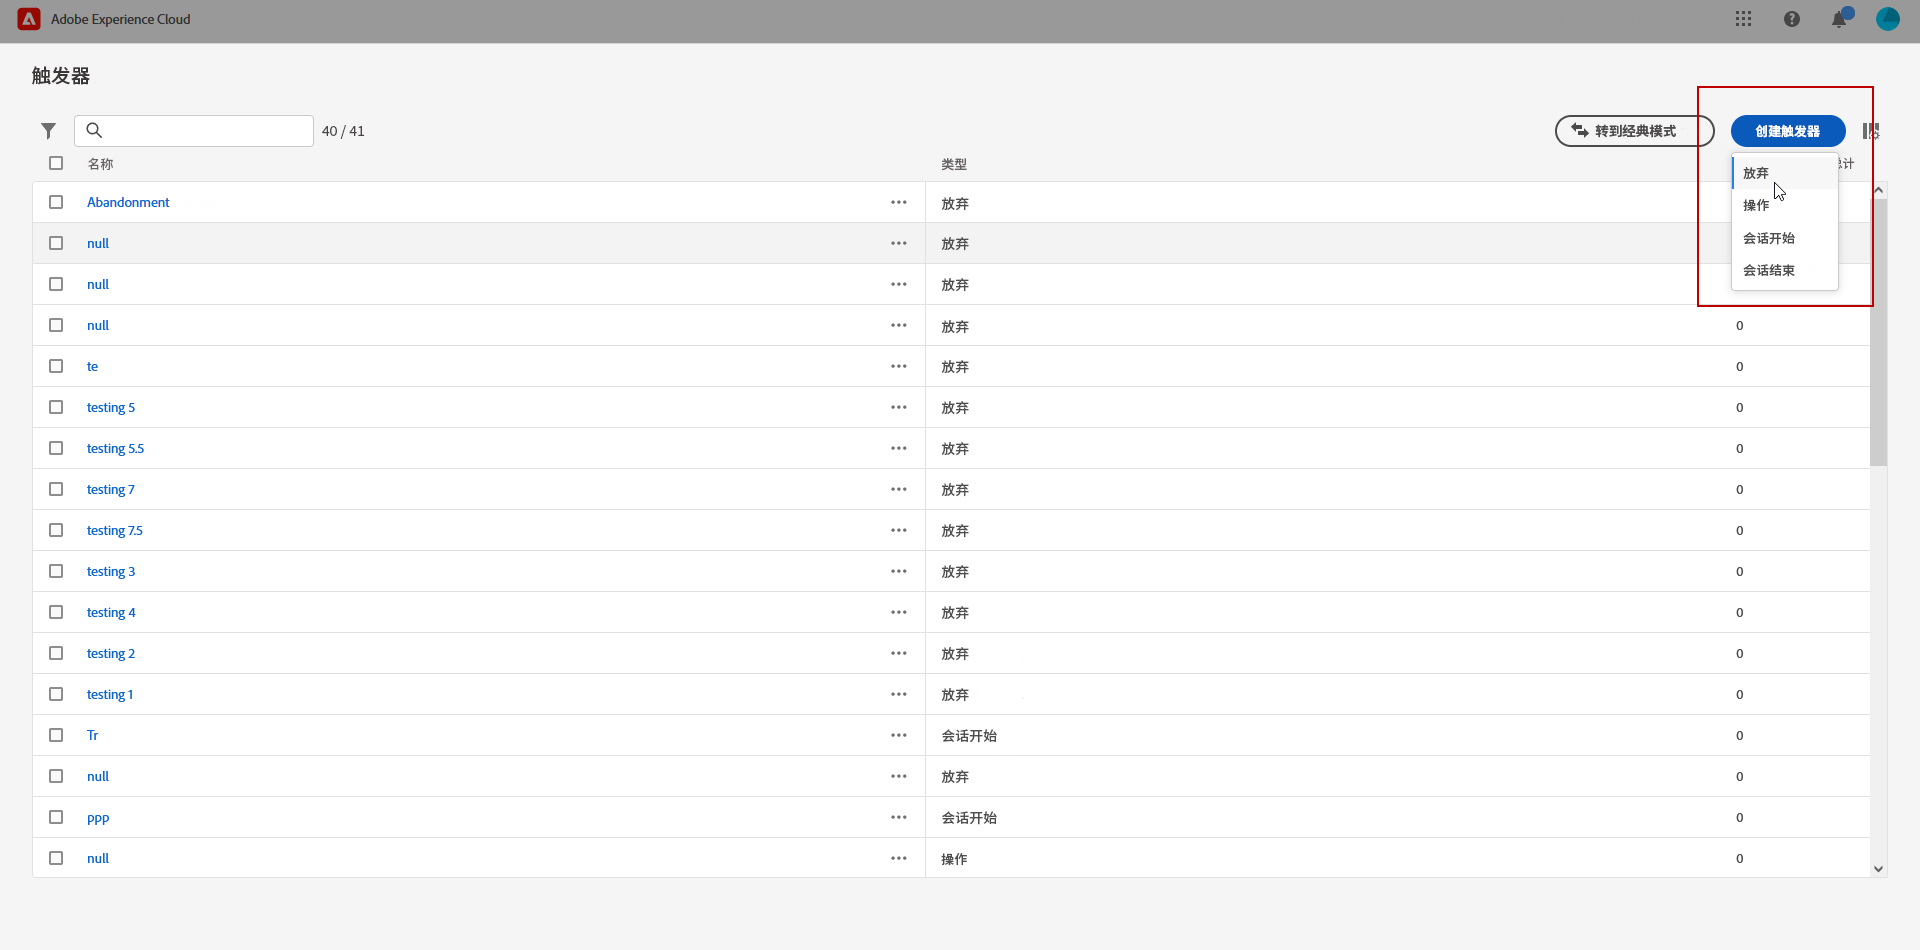 Adobe Experience Cloud
触发器
40 / 41
转到经典模式
创建触发器
名称
类型
计
放弃
操作
会话开始
会话结束
Abandonment 放弃
null 放弃
null 放弃
null 放弃 0
te 放弃 0
testing 5 放弃 0
testing 5.5 放弃 0
testing 7 放弃 0
testing 7.5 放弃 0
testing 3 放弃 0
testing 4 放弃 0
testing 2 放弃 0
testing 1 放弃 0
Tr 会话开始 0
null 放弃 0
ppp 会话开始 0
null 操作 0